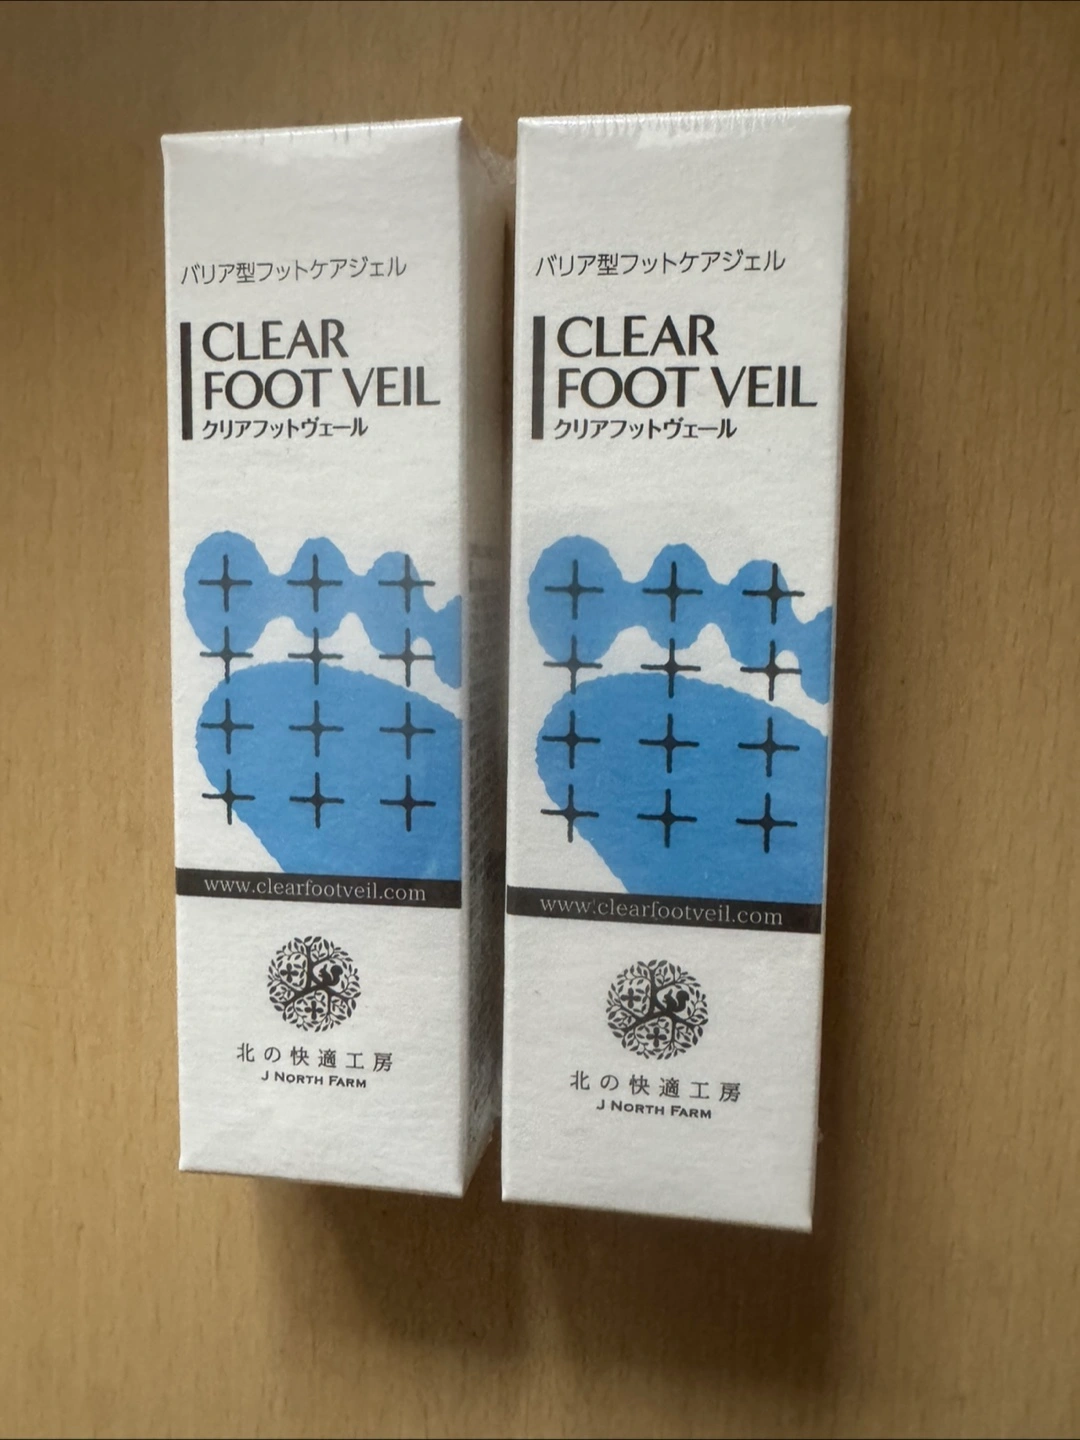 バリア型フットケアジェル
CLEAR
FOOT VEIL
クリアフットヴェール
www.clearfootveil.com
北の快適工房
J NORTH FARM
バリア型フットケアジェル
CLEAR
FOOT VEIL
クリアフットヴェール
www.clearfootveil.com
北の快適工房
J NORTH FARM